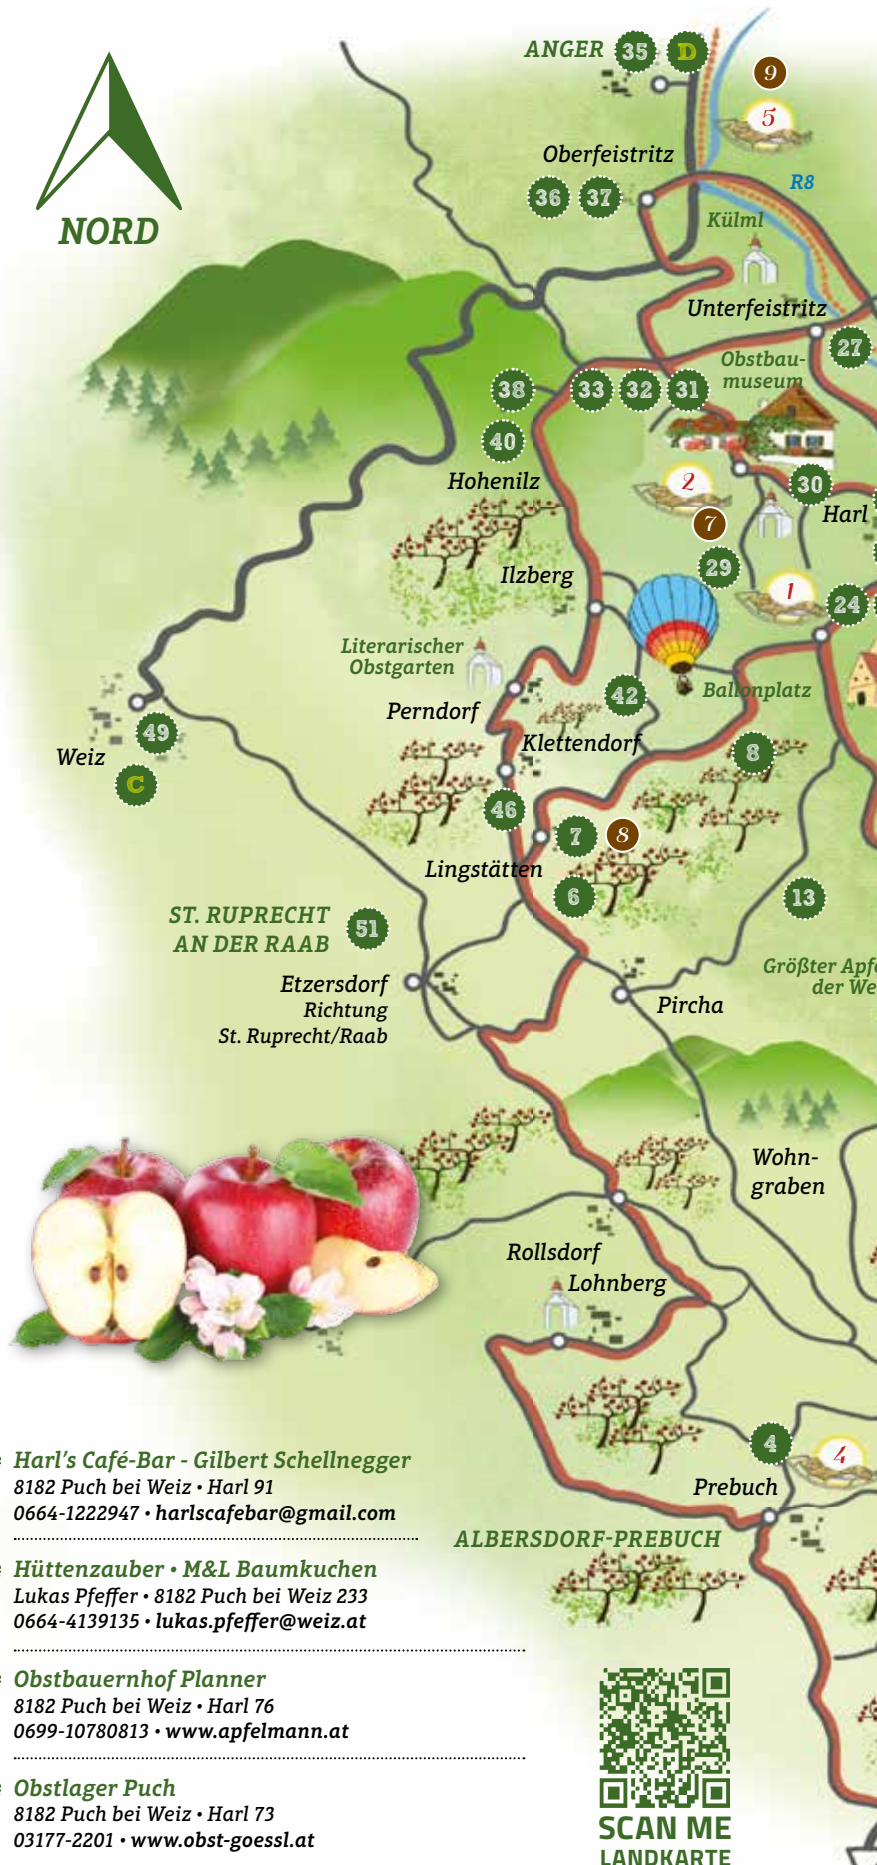 ANGER 35 D
9
5
Oberfeistritz
36 37
R8
NORD
Külml
Unterfeistritz
27
Obstbau-
museum
38 33 32 31
40
Hohenilz
2
30
7
Harl
Ilzberg
29
1
24
Literarischer
Obstgarten
42
Ballonplatz
Perndorf
49
Klettendorf
8
Weiz
C
46
7 8
Lingstätten
6
13
ST. RUPRECHT
AN DER RAAB
51
Größter Apf
der We
Etzersdorf
Richtung
St. Ruprecht/Raab
Pircha
Wohn-
graben
Rollsdorf
Lohnberg
4 4
Prebuch
ALBERSDORF-PREBUCH
Harl's Café-Bar - Gilbert Schellnegger
8182 Puch bei Weiz • Harl 91
0664-1222947 • harlscafebar@gmail.com
Hüttenzauber • M&L Baumkuchen
Lukas Pfeffer • 8182 Puch bei Weiz 233
0664-4139135 • lukas.pfeffer@weiz.at
Obstbauernhof Planner
8182 Puch bei Weiz • Harl 76
0699-10780813 • www.apfelmann.at
Obstlager Puch
8182 Puch bei Weiz • Harl 73
03177-2201 • www.obst-goessl.at
SCAN ME
LANDKARTE